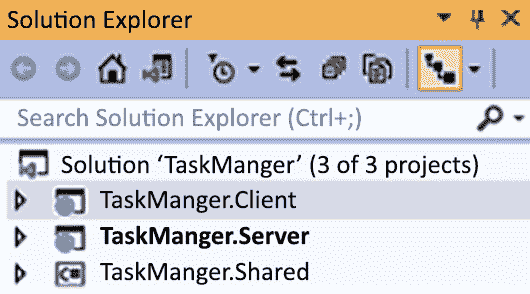 Solution Explorer
Search Solution Explorer (Ctrl+;)
Solution ‘TaskManger’ (3 of 3 projects)
TaskManger.Client
TaskManger.Server
C# TaskManger.Shared